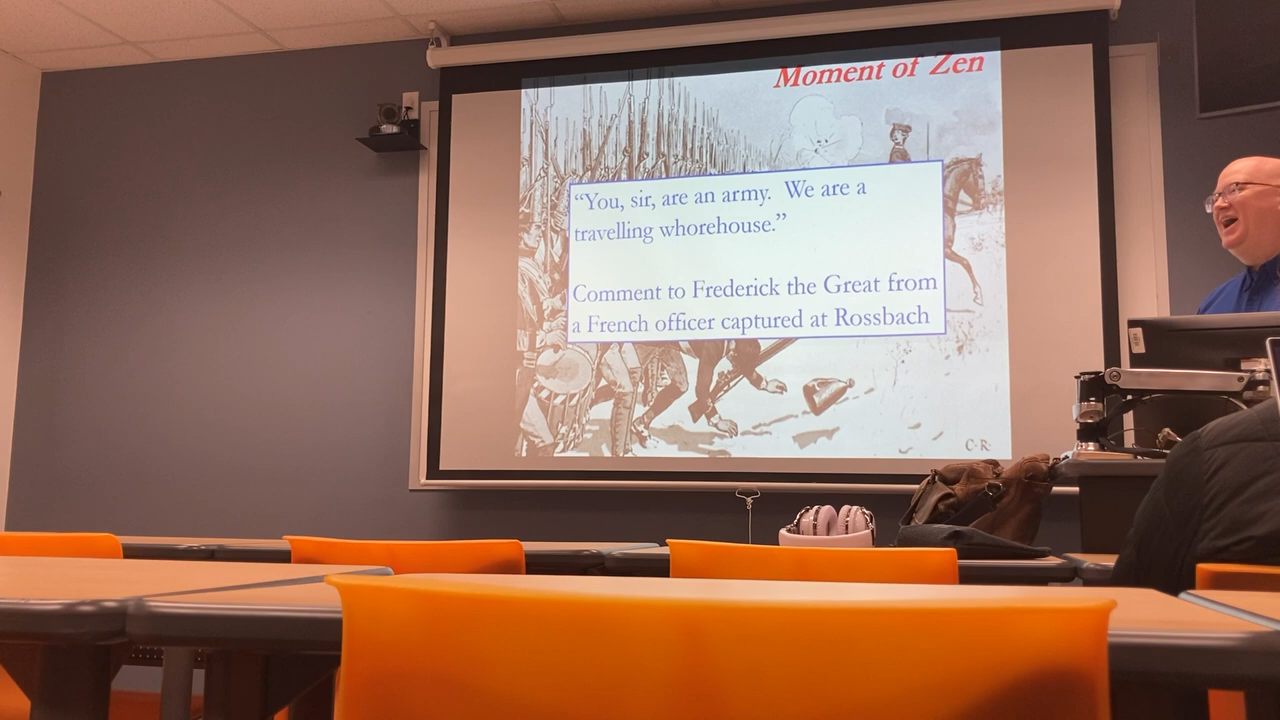 Moment of Zen
“You, sir, are an army.  We are a
travelling whorehouse.”
Comment to Frederick the Great from
a French officer captured at Rossbach
C·R·